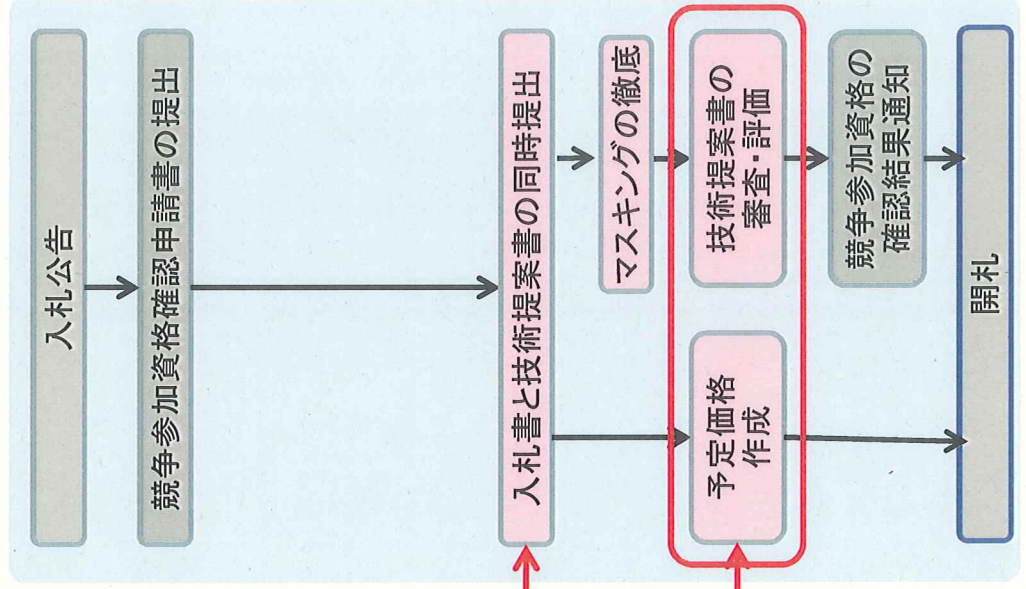 入札公告
競争参加資格確認申請書の提出
入札書と技術提案書の同時提出
マスキングの徹底
予定価格
作成
技術提案書の
審査・評価
競争参加資格の
確認結果通知
開札